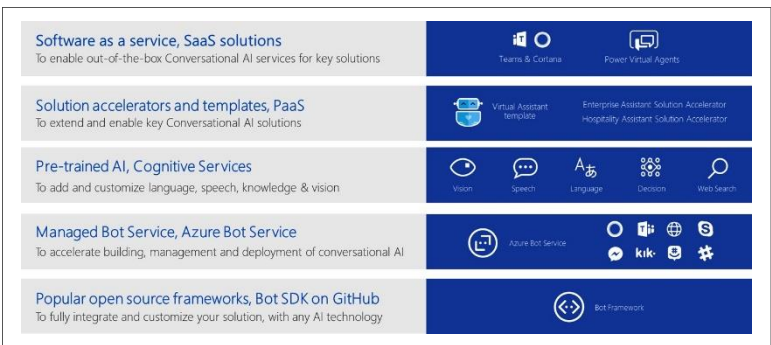 Software as a service, SaaS solutions
To enable out-of-the-box Conversational AI services for key solutions
Teams & Cortana
Power Virtual Agents
Solution accelerators and templates, PaaS
To extend and enable key Conversational AI solutions
Virtual Assistant
template
Enterprise Assistant Solution Accelerator
Hospitality Assistant Solution Accelerator
Pre-trained AI, Cognitive Services
To add and customize language, speech, knowledge & vision
Vision
Speech
Language
Decision
Web Search
Managed Bot Service, Azure Bot Service
To accelerate building, management and deployment of conversational AI
Azure Bot Service
kik·
Popular open source frameworks, Bot SDK on GitHub
To fully integrate and customize your solution, with any AI technology
Bot Framework